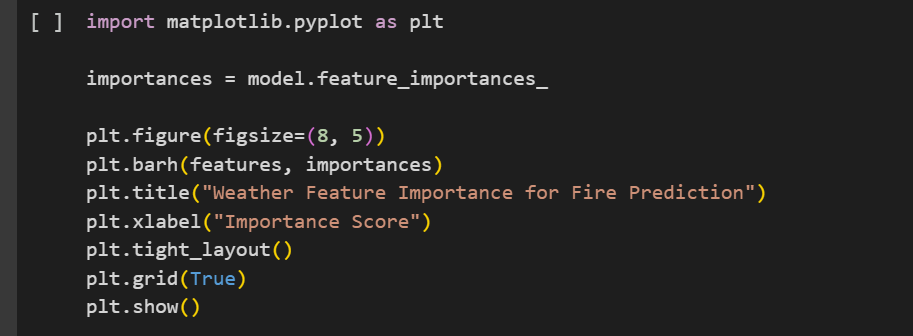 [ ] import matplotlib.pyplot as plt
importances = model.feature_importances_
plt.figure(figsize=(8, 5))
plt.barh(features, importances)
plt.title("Weather Feature Importance for Fire Prediction")
plt.xlabel("Importance Score")
plt.tight_layout()
plt.grid(True)
plt.show()